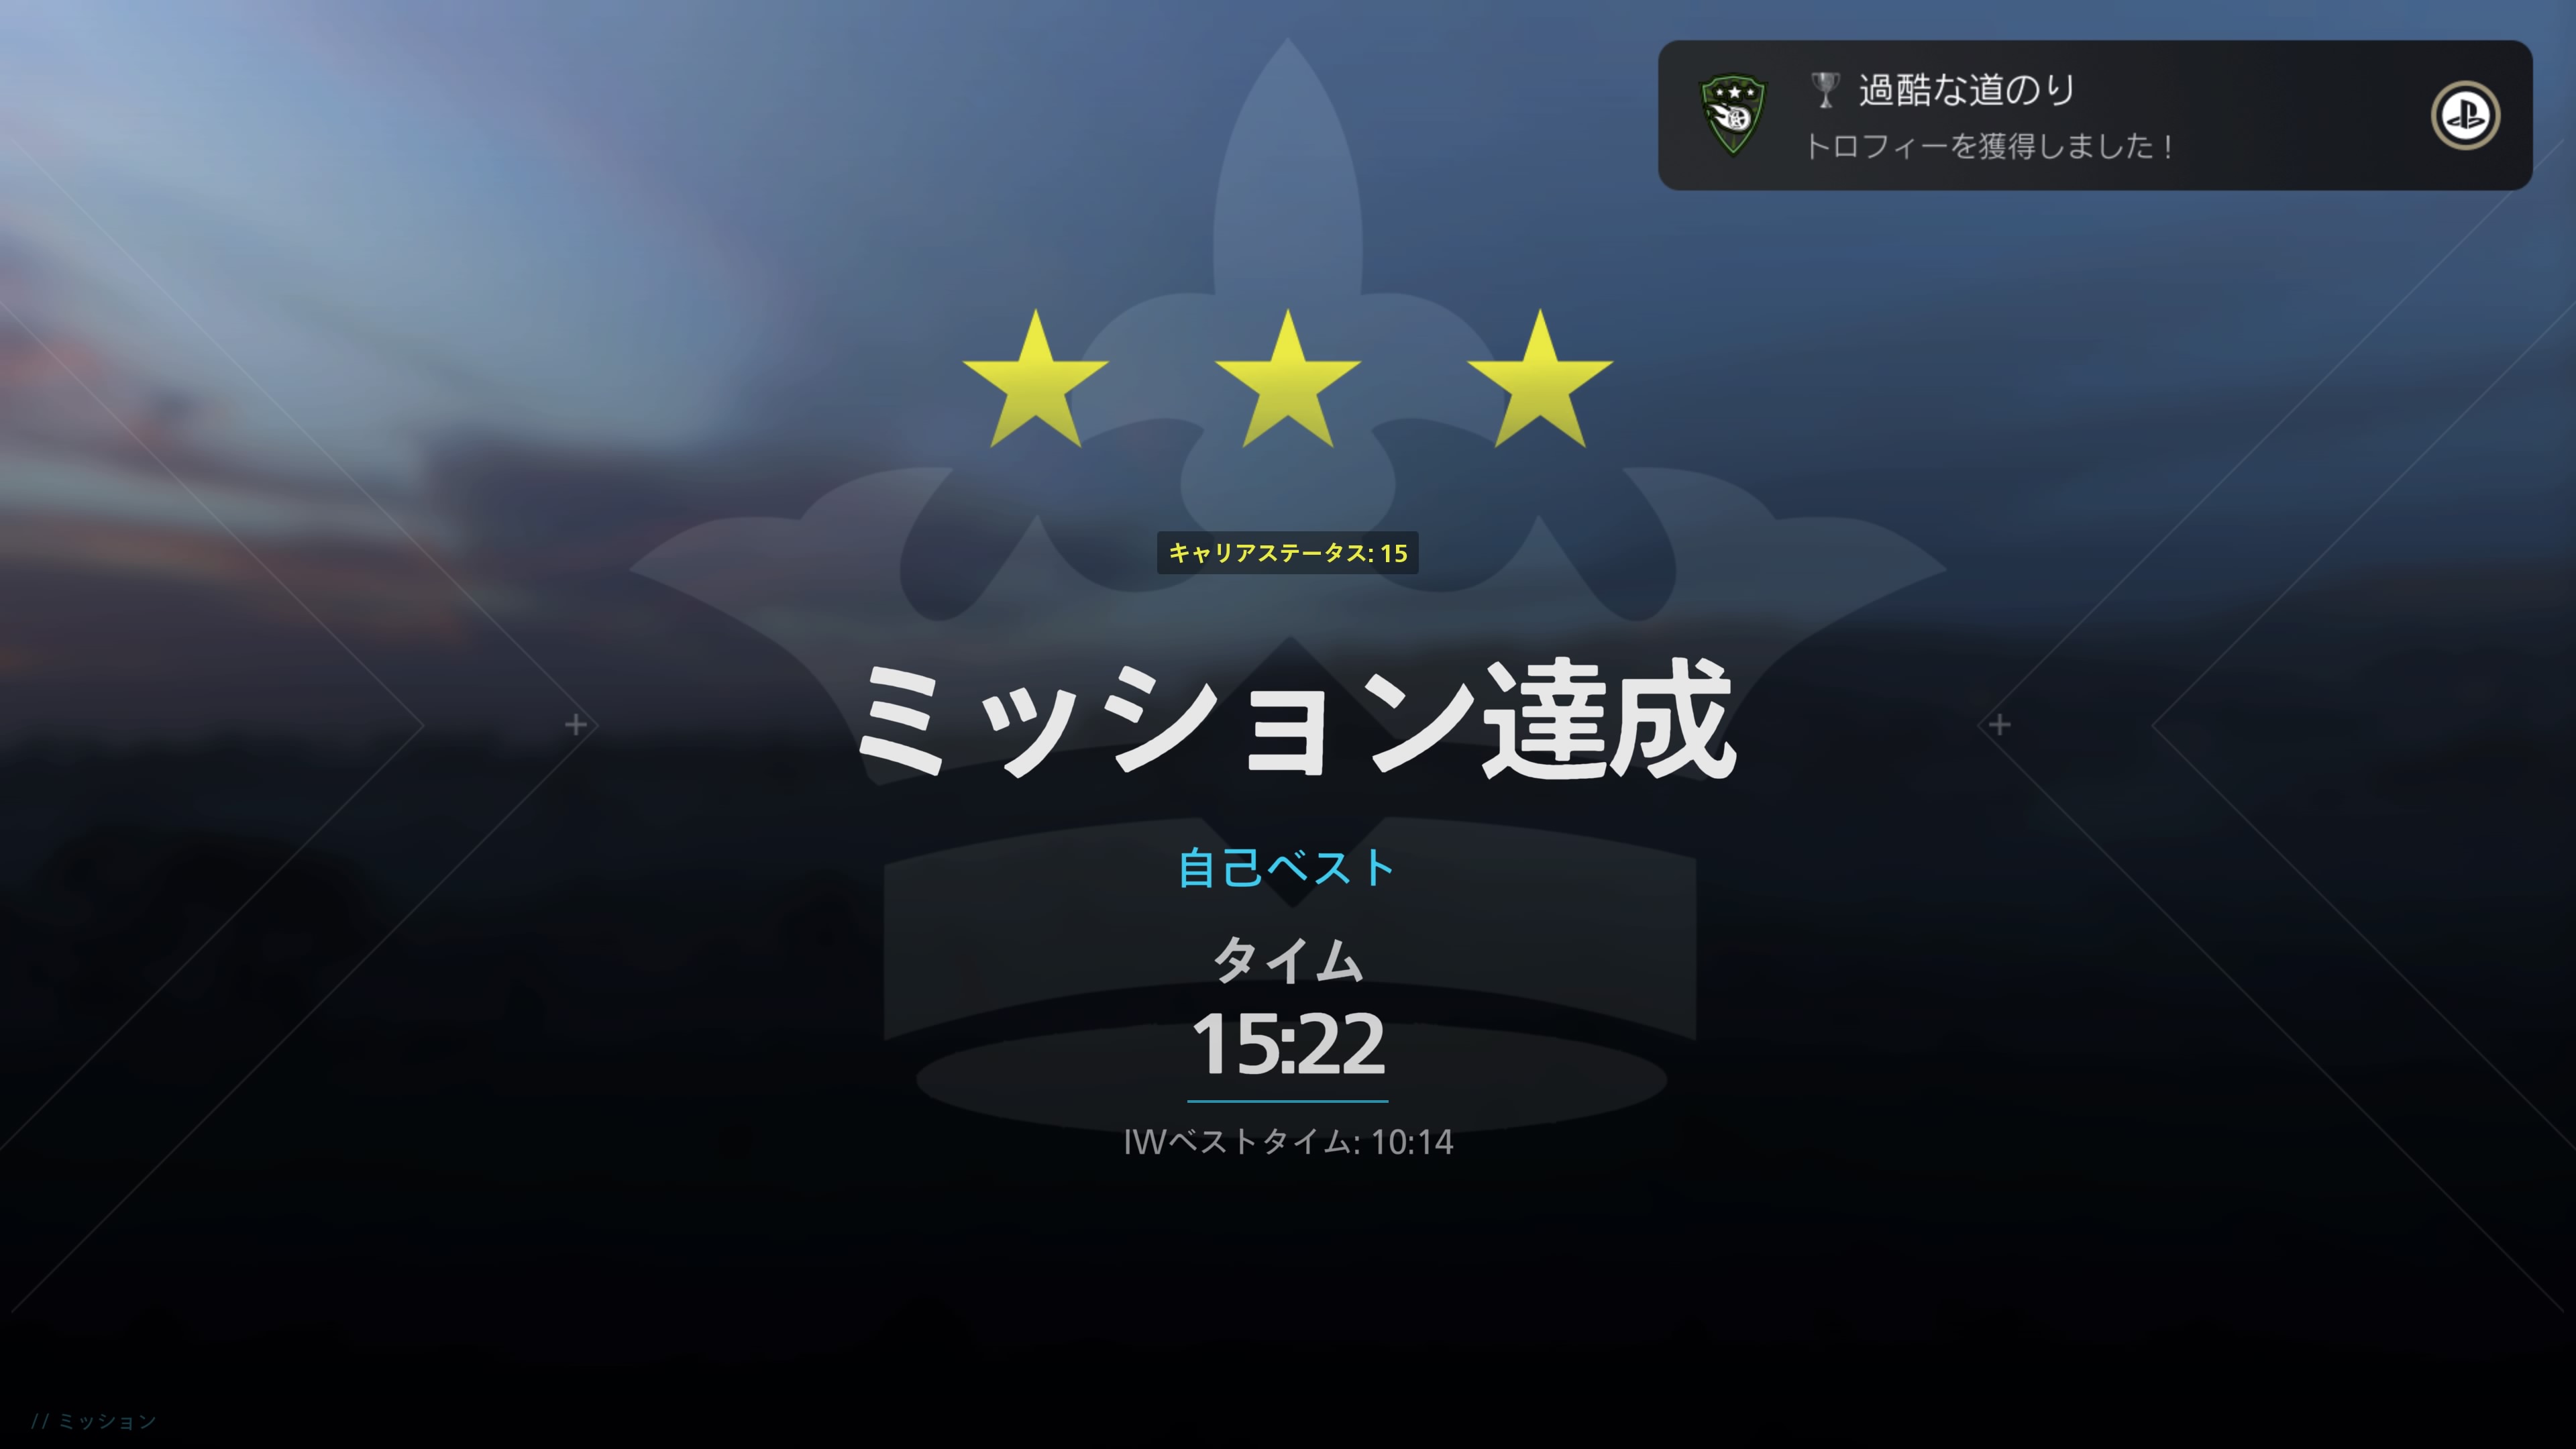 過酷な道のり
トロフィーを獲得しました！
キャリアステータス: 15
ミッション達成
自己ベスト
タイム
15:22
IWベストタイム: 10:14
// ミッション